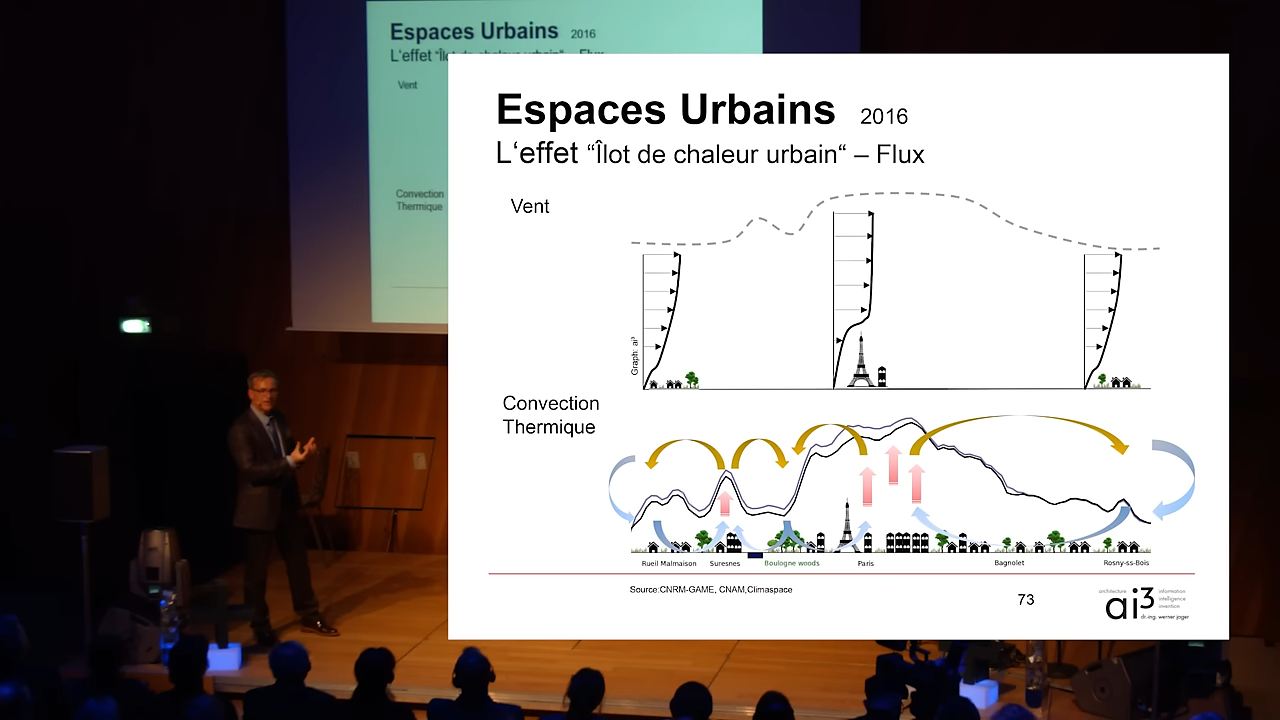 Espaces Urbains 2016
L'effet "Îl
Vent
Convection
Thermique
Espaces Urbains 2016
L‘effet “Îlot de chaleur urbain“ – Flux
Vent
Graph: ai³
Convection
Thermique
Rueil Malmaison Suresnes Boulogne woods Paris Bagnolet Rosny-ss-Bois
Source:CNRM-GAME, CNAM,Climaspace
73
architecture
information
intelligence
invention
ai3
dr.-ing. werner jager